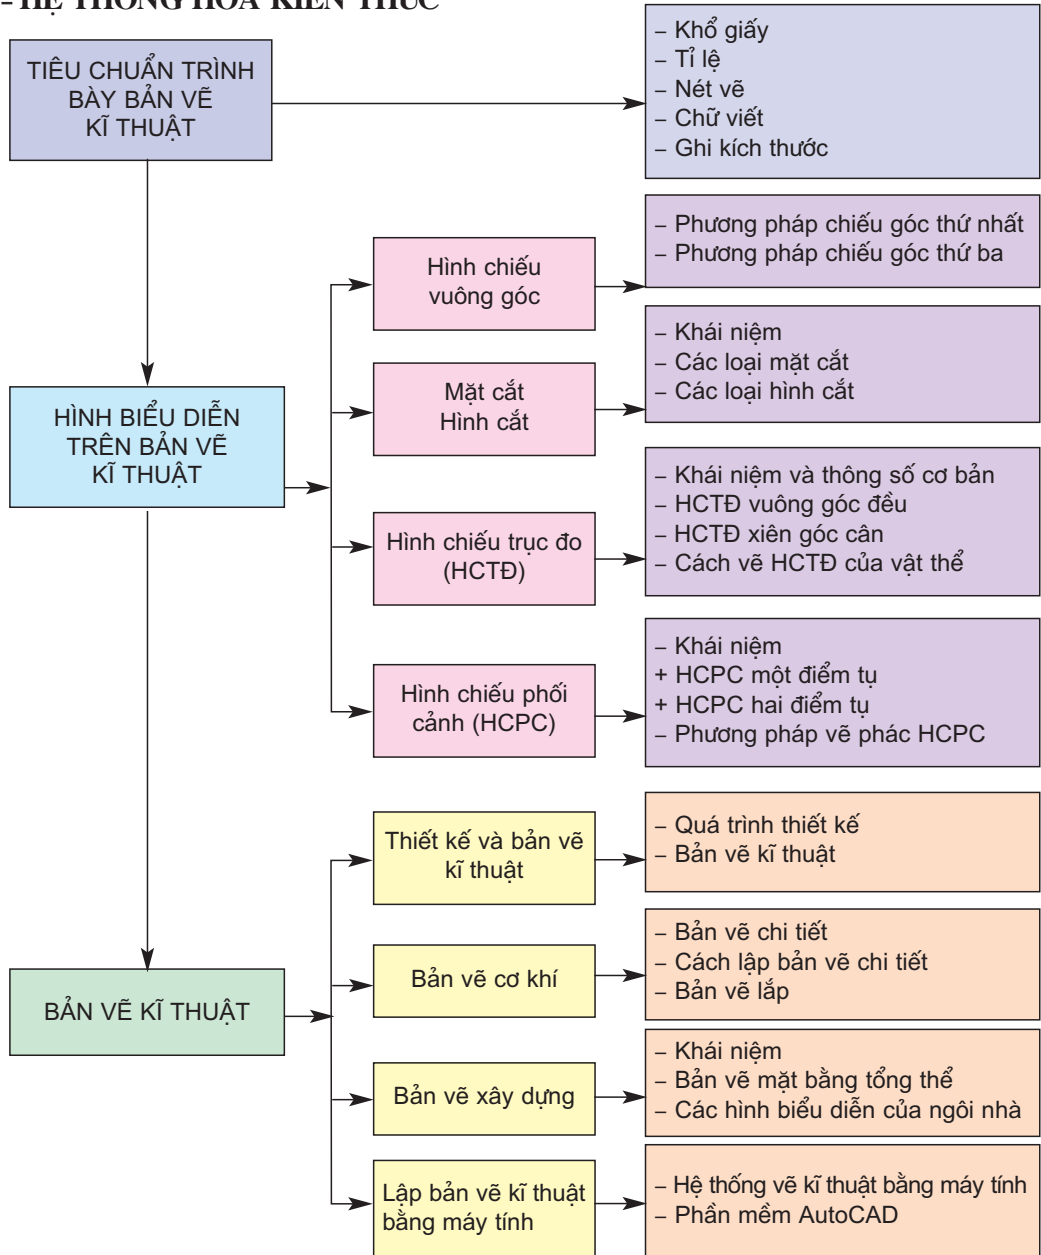 – HỆ THỐNG HÓA KIẾN THỨC
TIÊU CHUẨN TRÌNH
BÀY BẢN VẼ
KĨ THUẬT
– Khổ giấy
– Tỉ lệ
– Nét vẽ
– Chữ viết
– Ghi kích thước
HÌNH BIỂU DIỄN
TRÊN BẢN VẼ
KĨ THUẬT
Hình chiếu
vuông góc
– Phương pháp chiếu góc thứ nhất
– Phương pháp chiếu góc thứ ba
Mặt cắt
Hình cắt
– Khái niệm
– Các loại mặt cắt
– Các loại hình cắt
Hình chiếu trục đo
(HCTĐ)
– Khái niệm và thông số cơ bản
– HCTĐ vuông góc đều
– HCTĐ xiên góc cân
– Cách vẽ HCTĐ của vật thể
Hình chiếu phối
cảnh (HCPC)
– Khái niệm
+ HCPC một điểm tụ
+ HCPC hai điểm tụ
– Phương pháp vẽ phác HCPC
BẢN VẼ KĨ THUẬT
Thiết kế và bản vẽ
kĩ thuật
– Quá trình thiết kế
– Bản vẽ kĩ thuật
Bản vẽ cơ khí
– Bản vẽ chi tiết
– Cách lập bản vẽ chi tiết
– Bản vẽ lắp
Bản vẽ xây dựng
– Khái niệm
– Bản vẽ mặt bằng tổng thể
– Các hình biểu diễn của ngôi nhà
Lập bản vẽ kĩ thuật
bằng máy tính
– Hệ thống vẽ kĩ thuật bằng máy tính
– Phần mềm AutoCAD